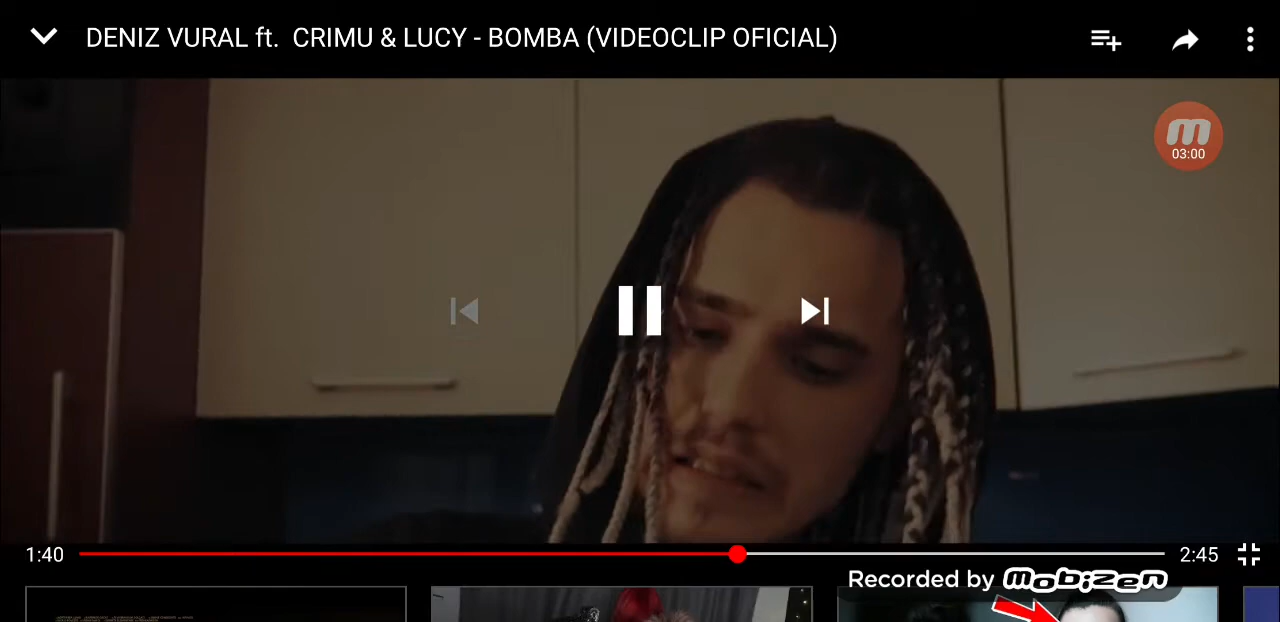 DENIZ VURAL ft.  CRIMU & LUCY - BOMBA (VIDEOCLIP OFICIAL)
03:00
1:40
2:45
Recorded by mobizen